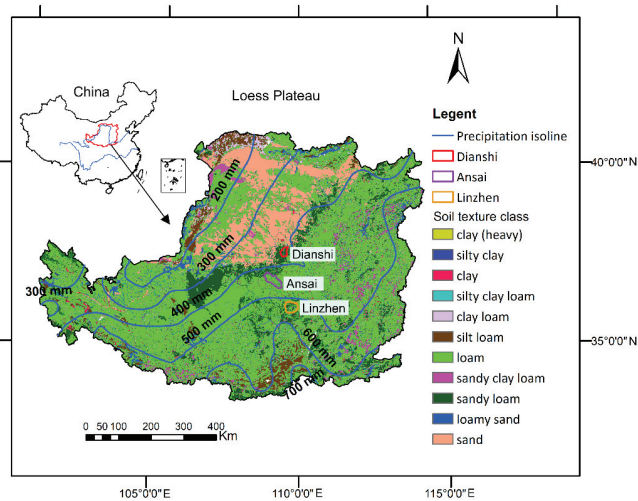 N
China
Loess Plateau
Legent
Precipitation isoline
Dianshi
Ansai
Linzhen
Soil texture class
clay (heavy)
silty clay
clay
silty clay loam
clay loam
silt loam
loam
sandy clay loam
sandy loam
loamy sand
sand
200 mm
300 mm
300 mm
400 mm
500 mm
600 mm
700 mm
Dianshi
Ansai
Linzhen
40°0'0"N
35°0'0"N
0 50 100 200 300 400
Km
105°0'0"E
110°0'0"E
115°0'0"E